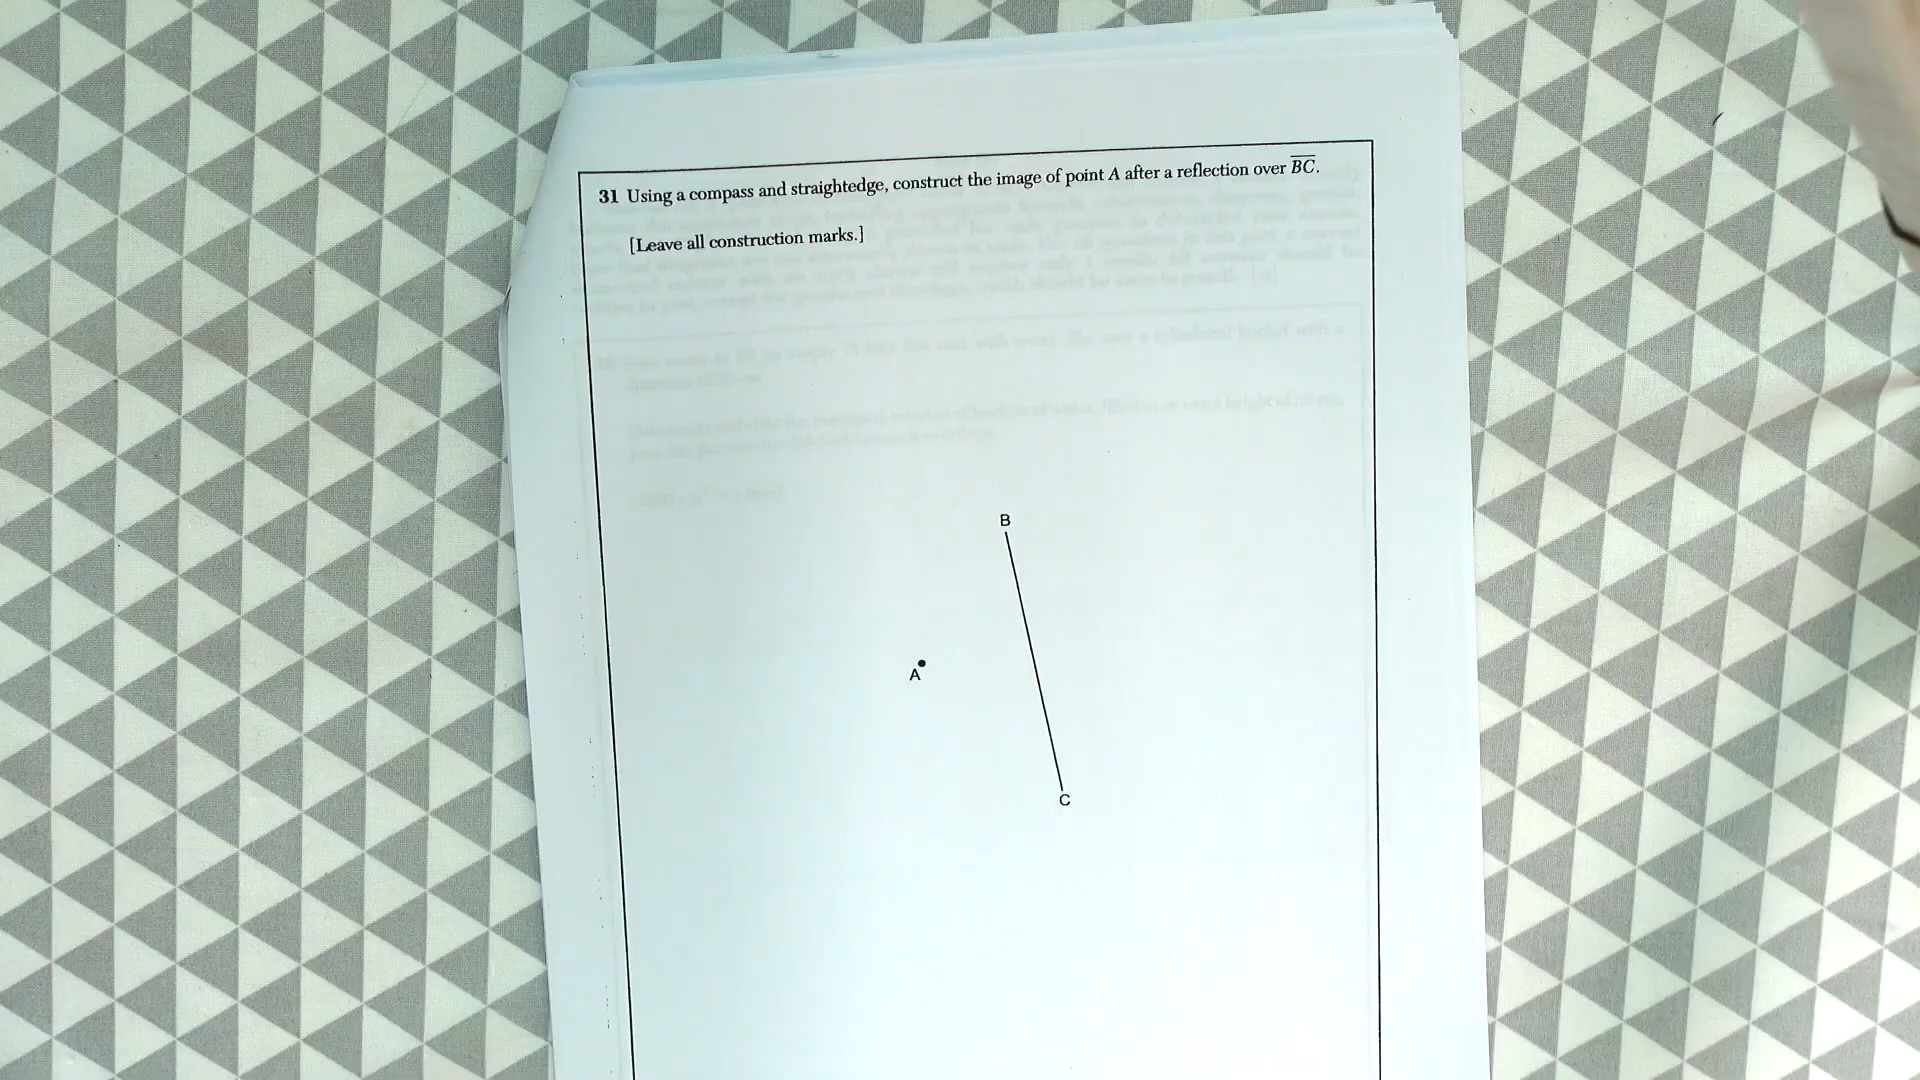 31 Using a compass and straightedge, construct the image of point A after a reflection over BC.
[Leave all construction marks.]
B
A
C